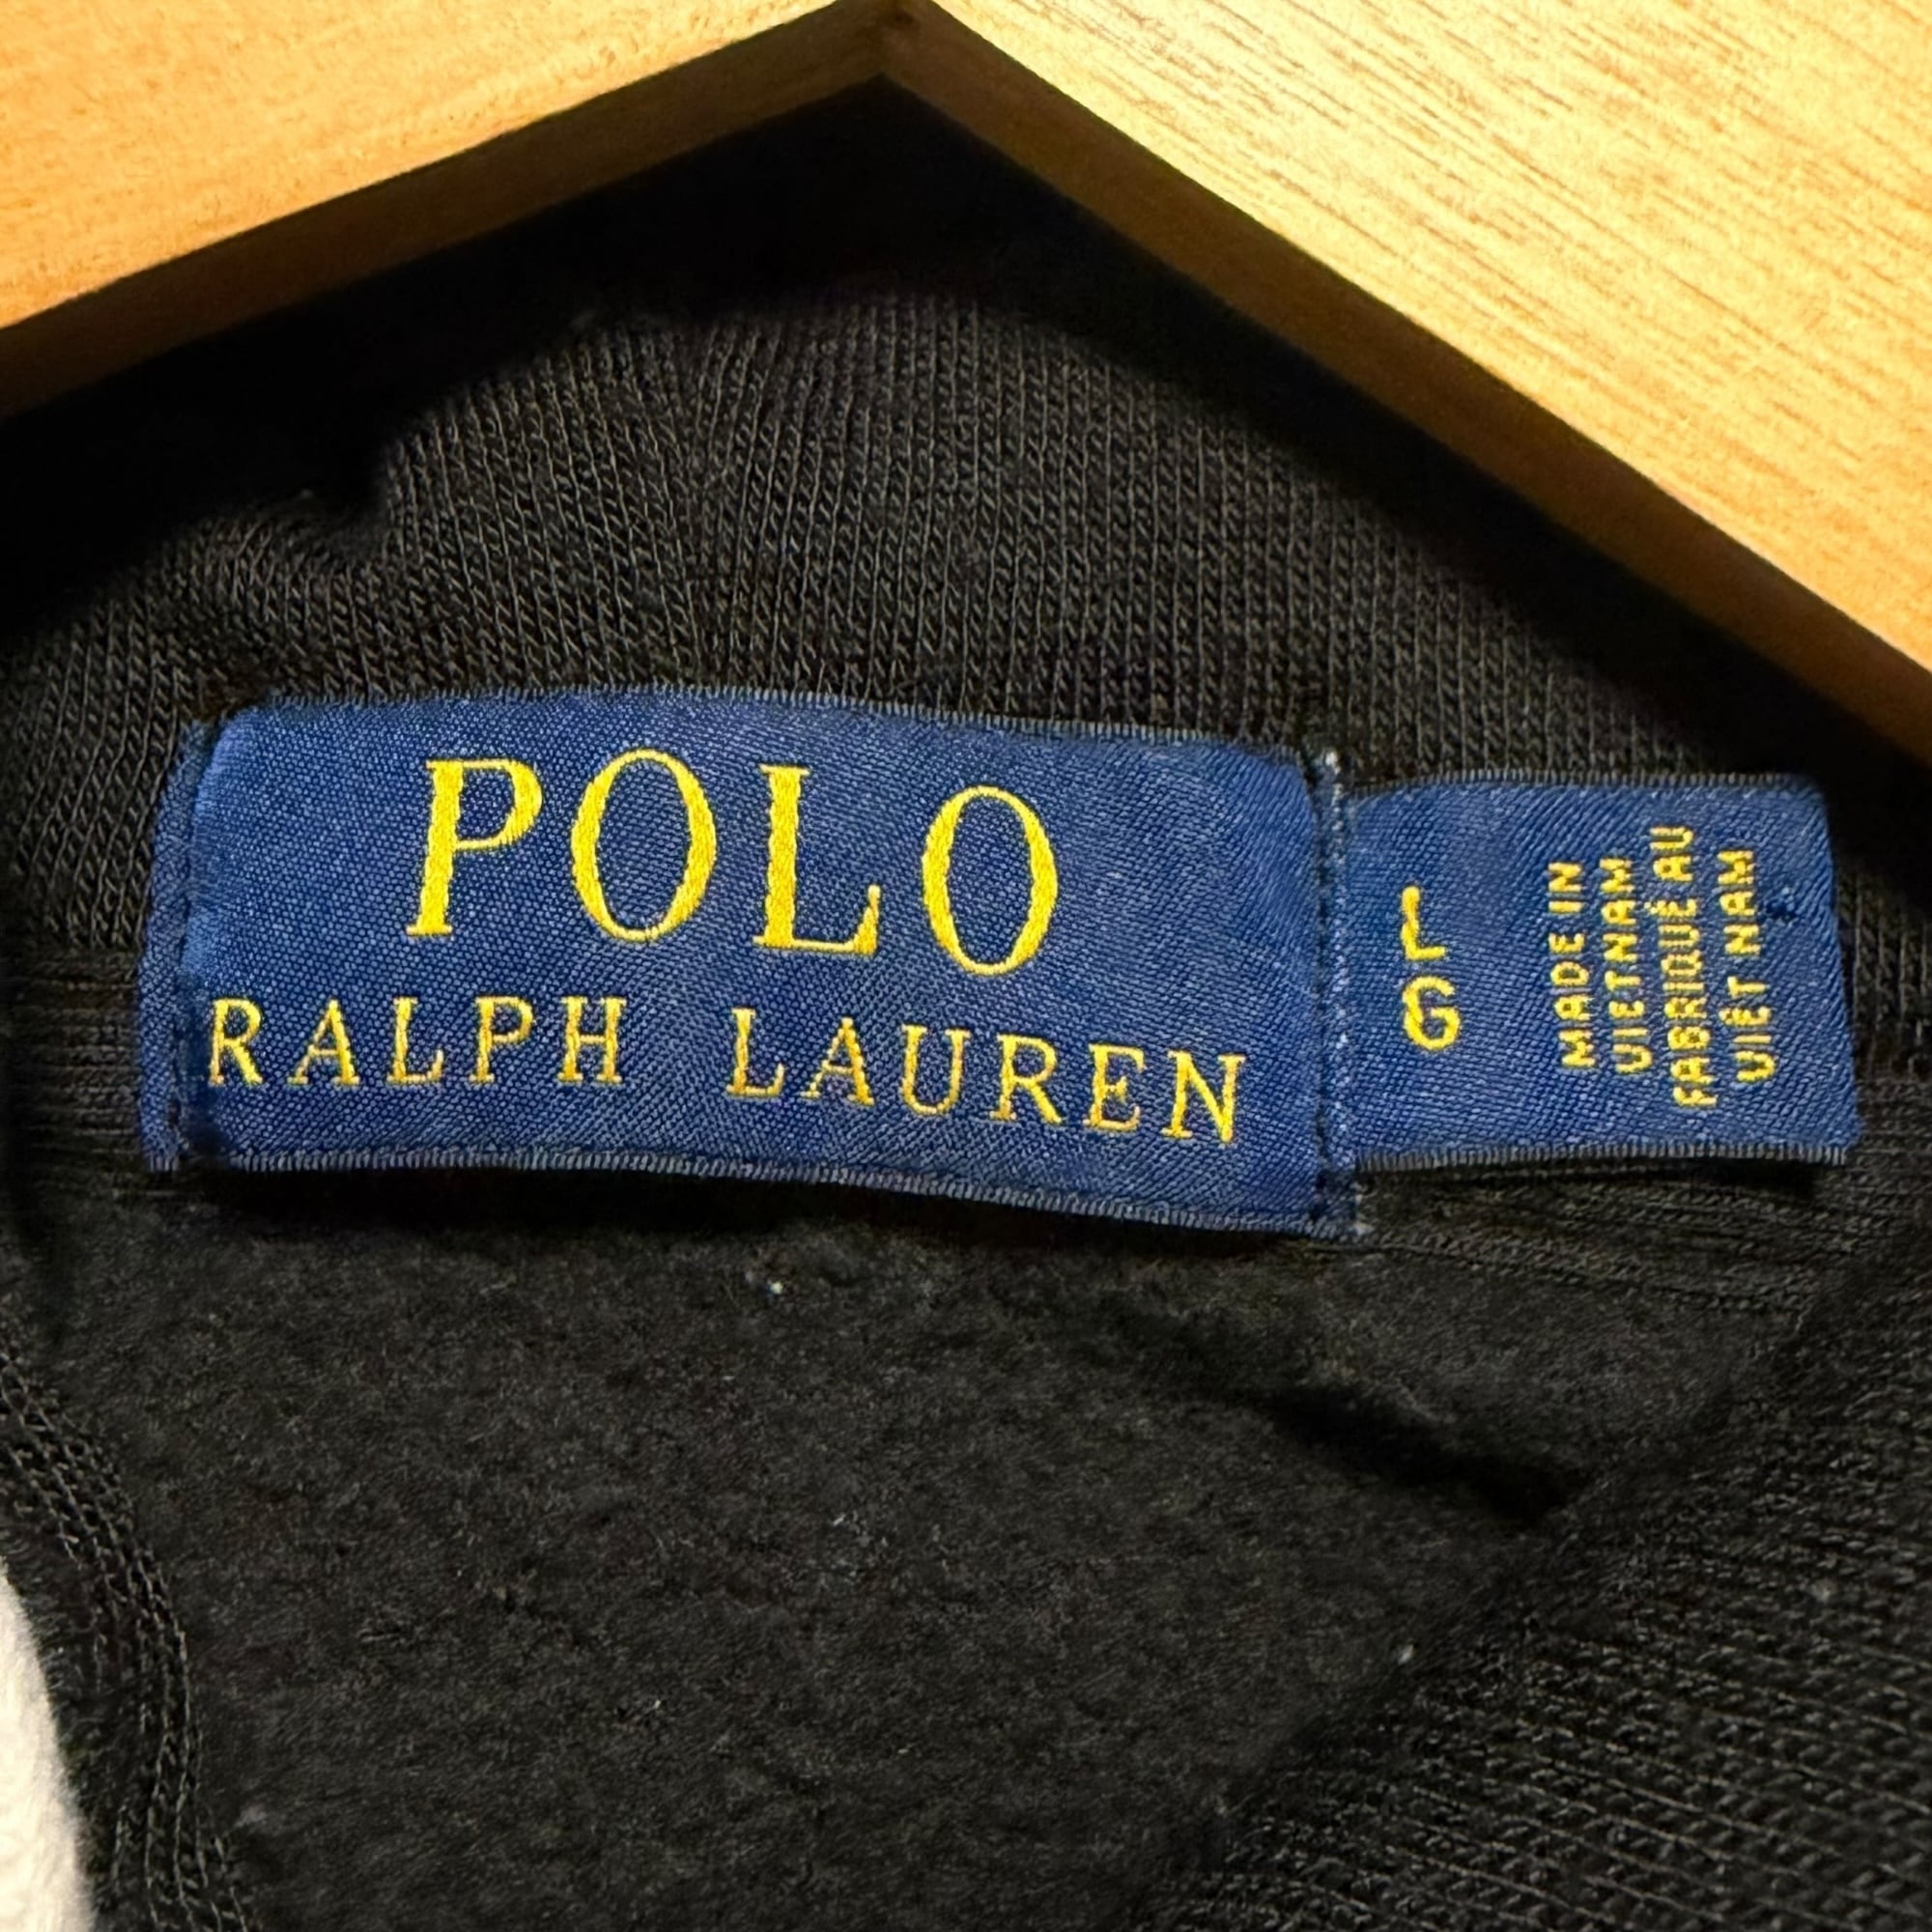 POLO
RALPH LAUREN
L
G
MADE IN
VIETNAM
FABRIQUÉ AU
VIÊT NAM